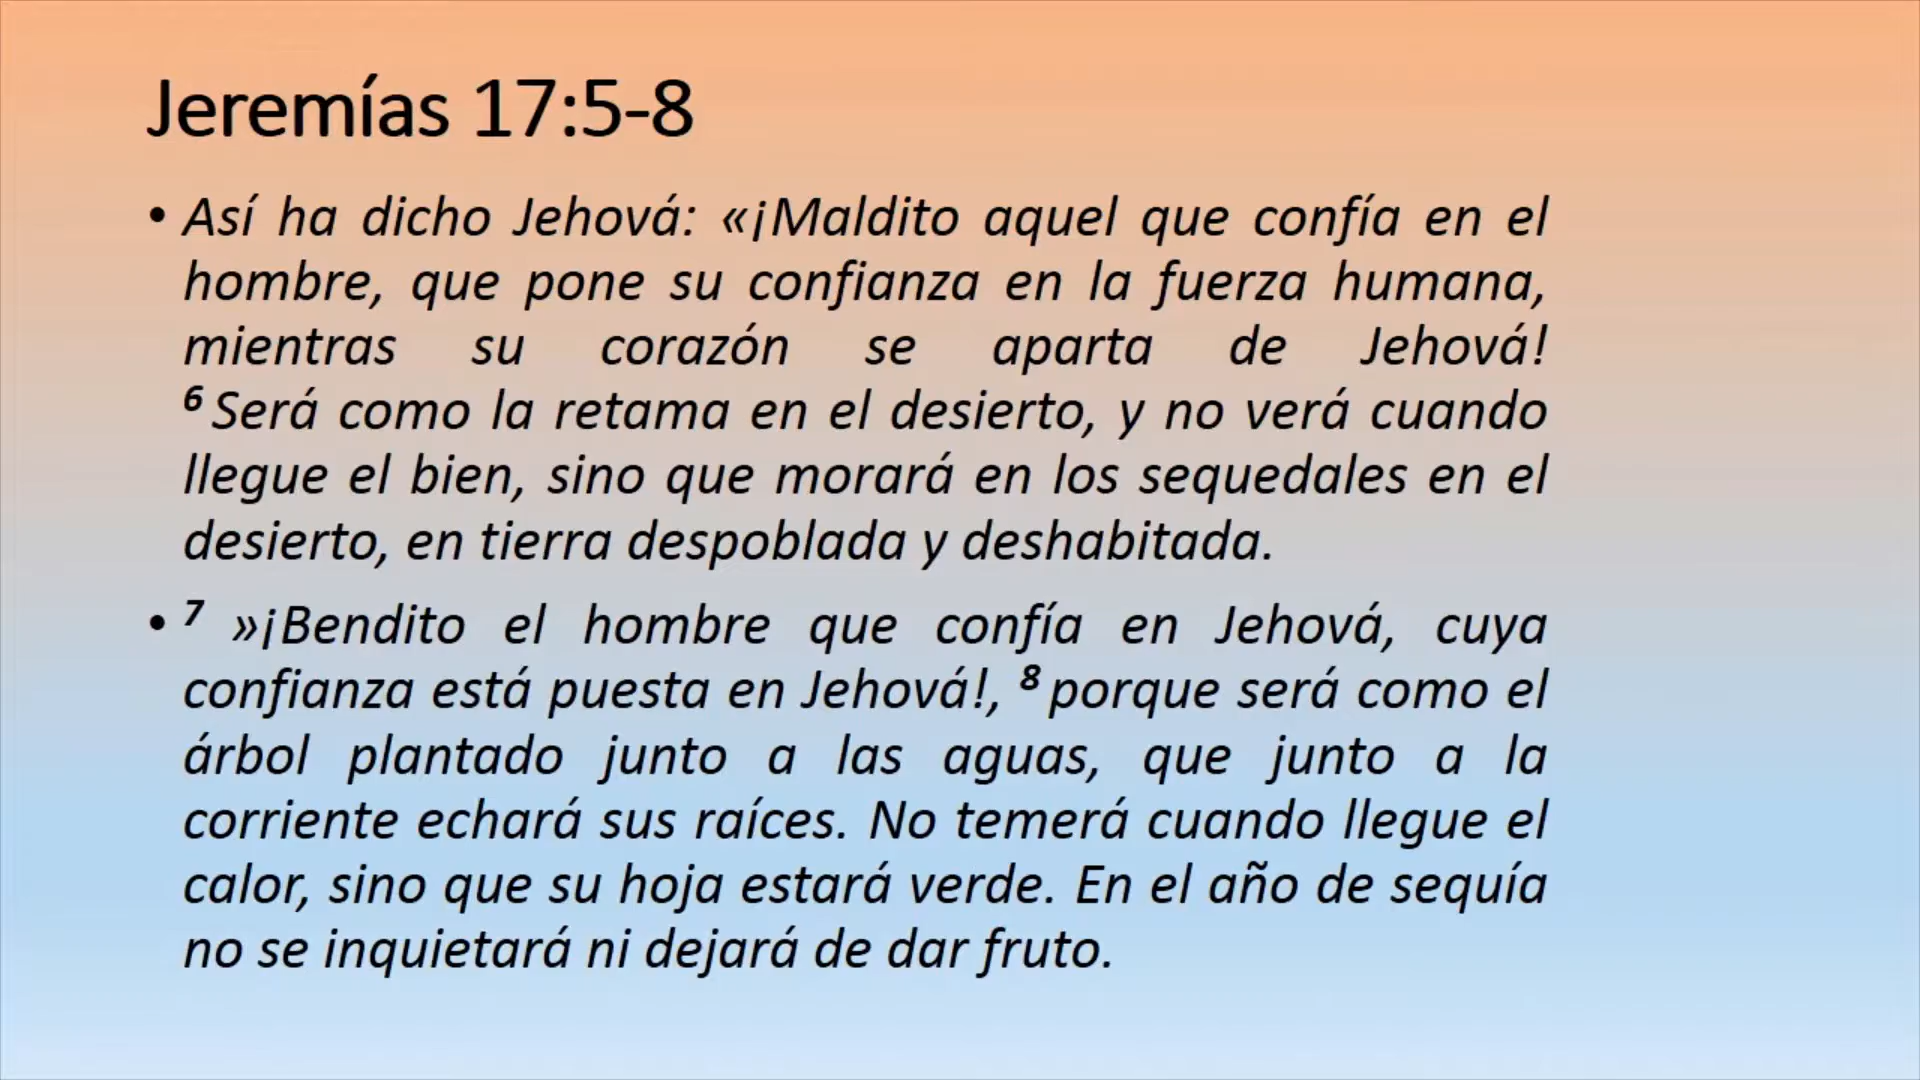 Jeremías 17:5-8
• Así ha dicho Jehová: «¡Maldito aquel que confía en el
hombre, que pone su confianza en la fuerza humana,
mientras su corazón se aparta de Jehová!
6 Será como la retama en el desierto, y no verá cuando
llegue el bien, sino que morará en los sequedales en el
desierto, en tierra despoblada y deshabitada.
• 7 »¡Bendito el hombre que confía en Jehová, cuya
confianza está puesta en Jehová!, 8 porque será como el
árbol plantado junto a las aguas, que junto a la
corriente echará sus raíces. No temerá cuando llegue el
calor, sino que su hoja estará verde. En el año de sequía
no se inquietará ni dejará de dar fruto.